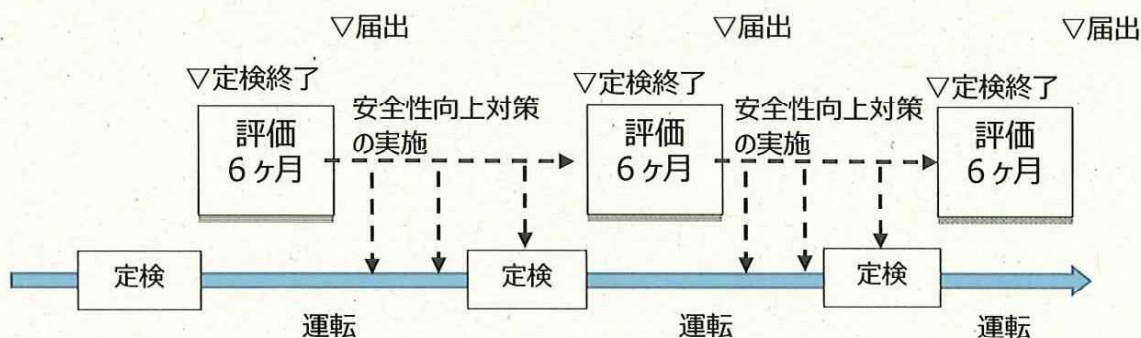 ▽届出
▽届出
▽届出
▽定検終了
▽定検終了
▽定検終了
評価
6ヶ月
安全性向上対策
の実施
評価
6ヶ月
安全性向上対策
の実施
評価
6ヶ月
定検
定検
定検
運転
運転
運転